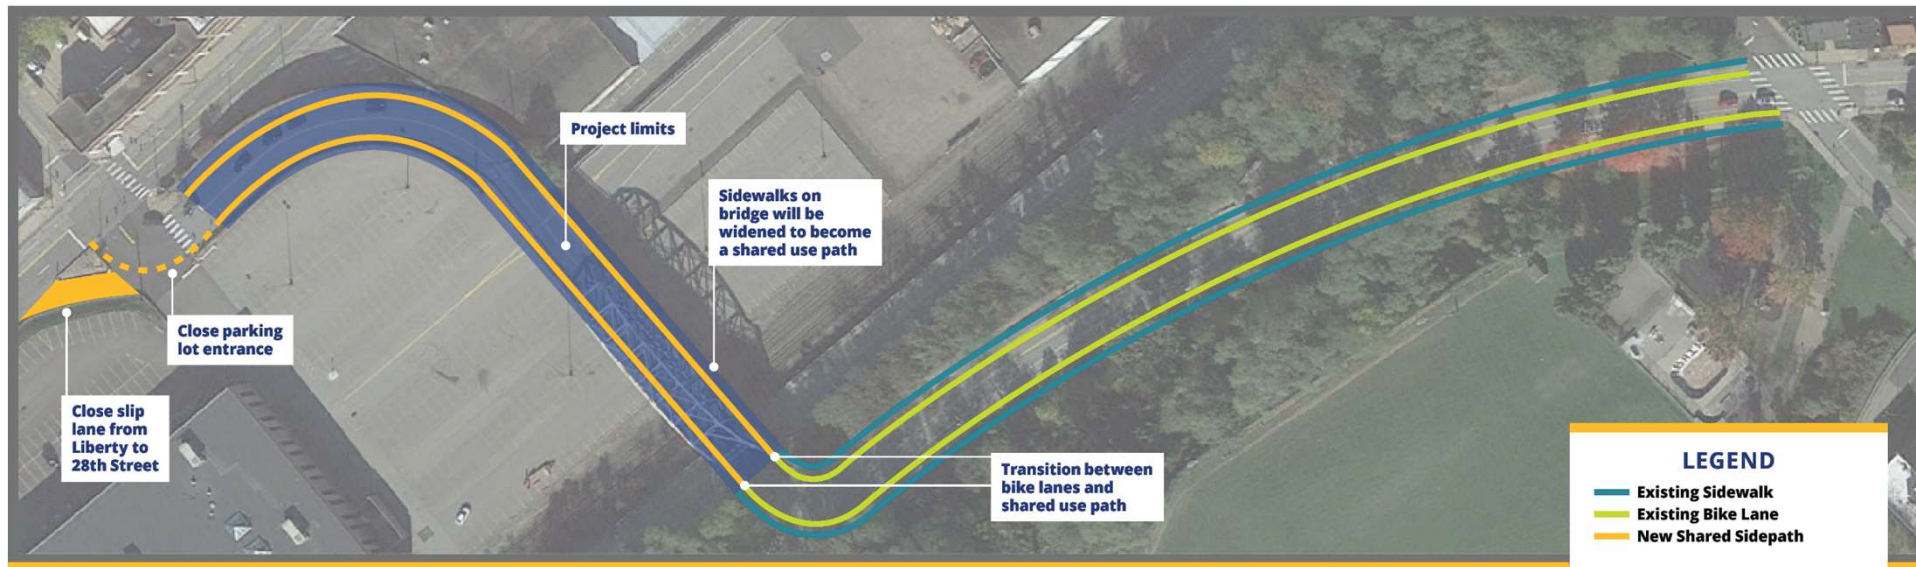 Project limits
Sidewalks on
bridge will be
widened to become
a shared use path
Close parking
lot entrance
Close slip
lane from
Liberty to
28th Street
Transition between
bike lanes and
shared use path
LEGEND
Existing Sidewalk
Existing Bike Lane
New Shared Sidepath